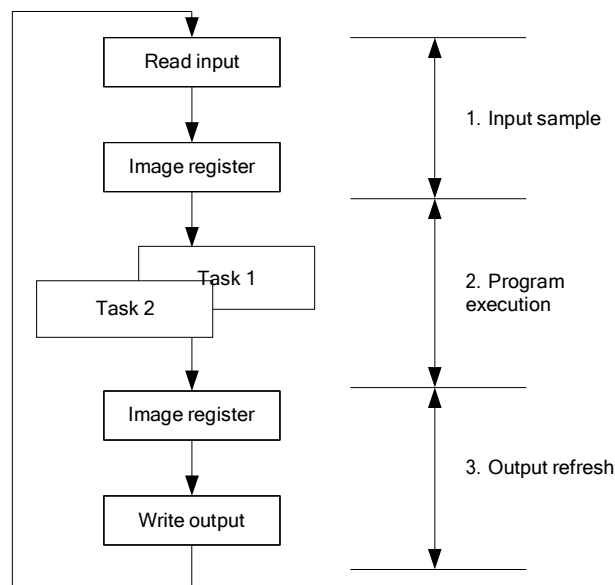 Read input
1. Input sample
Image register
Task 1
Task 2
2. Program
execution
Image register
3. Output refresh
Write output